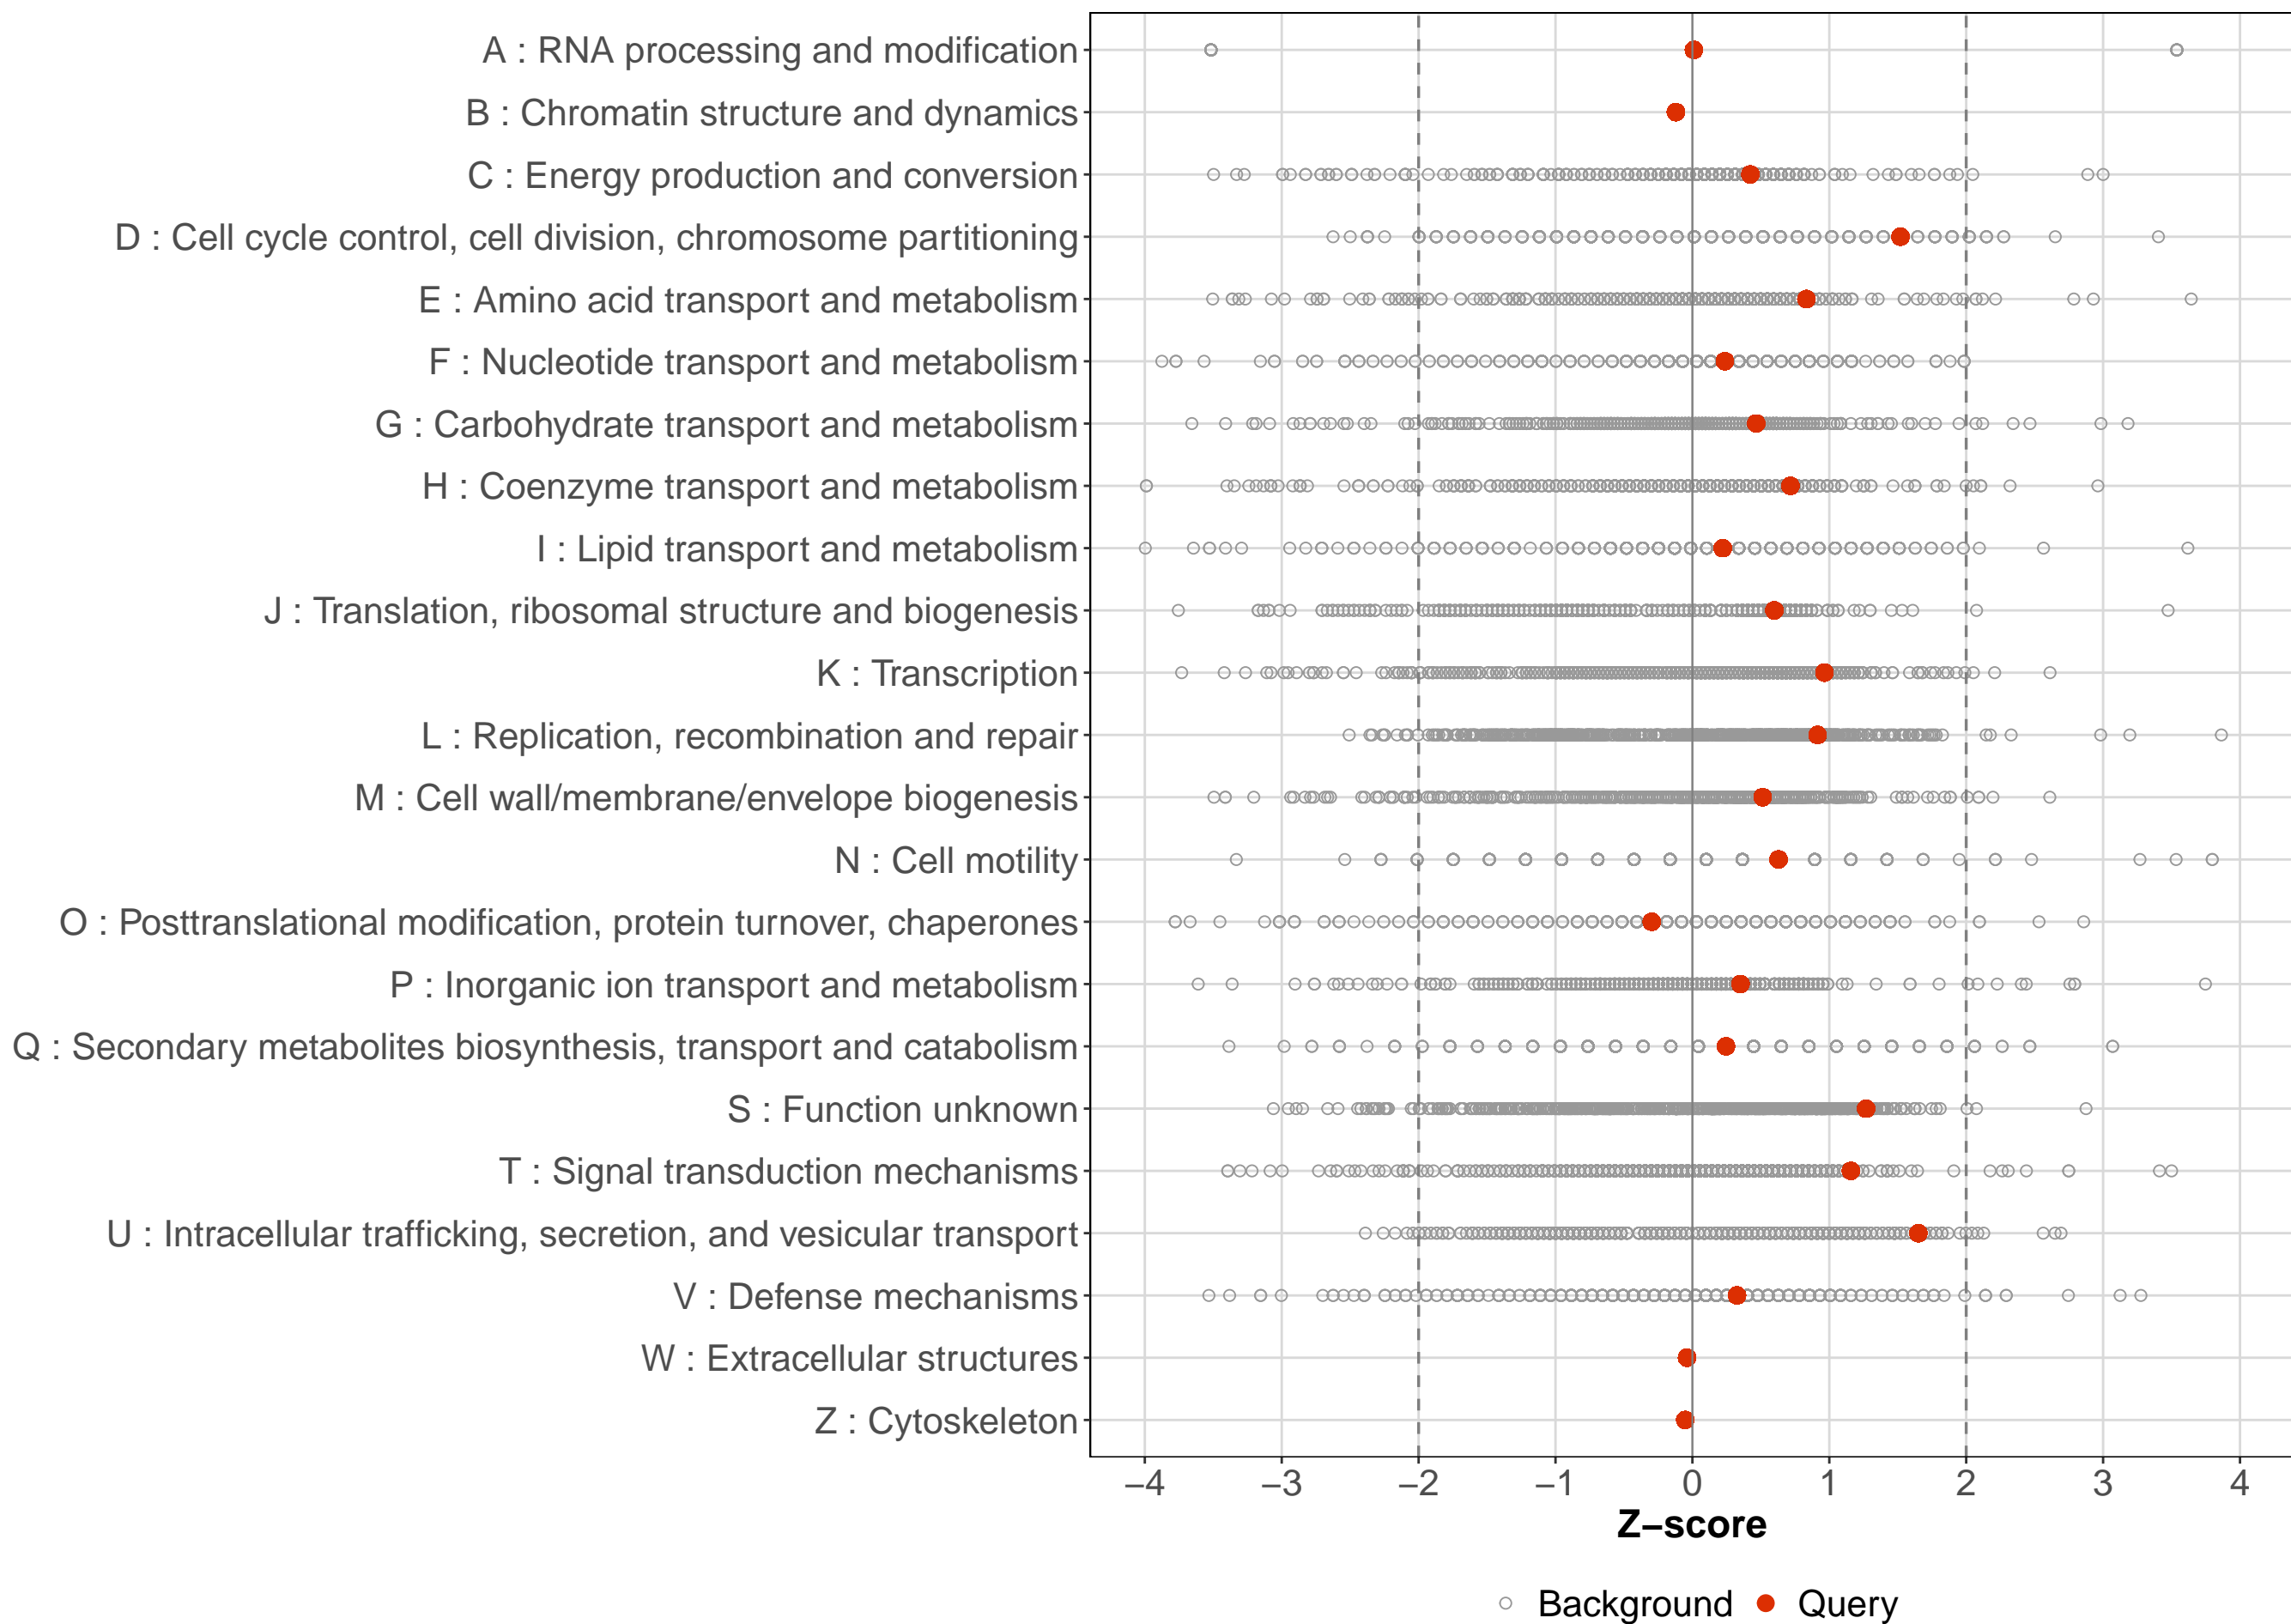 A : RNA processing and modification
B : Chromatin structure and dynamics
C : Energy production and conversion
D : Cell cycle control, cell division, chromosome partitioning
E : Amino acid transport and metabolism
F : Nucleotide transport and metabolism
G : Carbohydrate transport and metabolism
H : Coenzyme transport and metabolism
I : Lipid transport and metabolism
J : Translation, ribosomal structure and biogenesis
K : Transcription
L : Replication, recombination and repair
M : Cell wall/membrane/envelope biogenesis
N : Cell motility
O : Posttranslational modification, protein turnover, chaperones
P : Inorganic ion transport and metabolism
Q : Secondary metabolites biosynthesis, transport and catabolism
S : Function unknown
T : Signal transduction mechanisms
U : Intracellular trafficking, secretion, and vesicular transport
V : Defense mechanisms
W : Extracellular structures
Z : Cytoskeleton
−4 −3 −2 −1 0 1 2 3 4
Z−score
Background Query